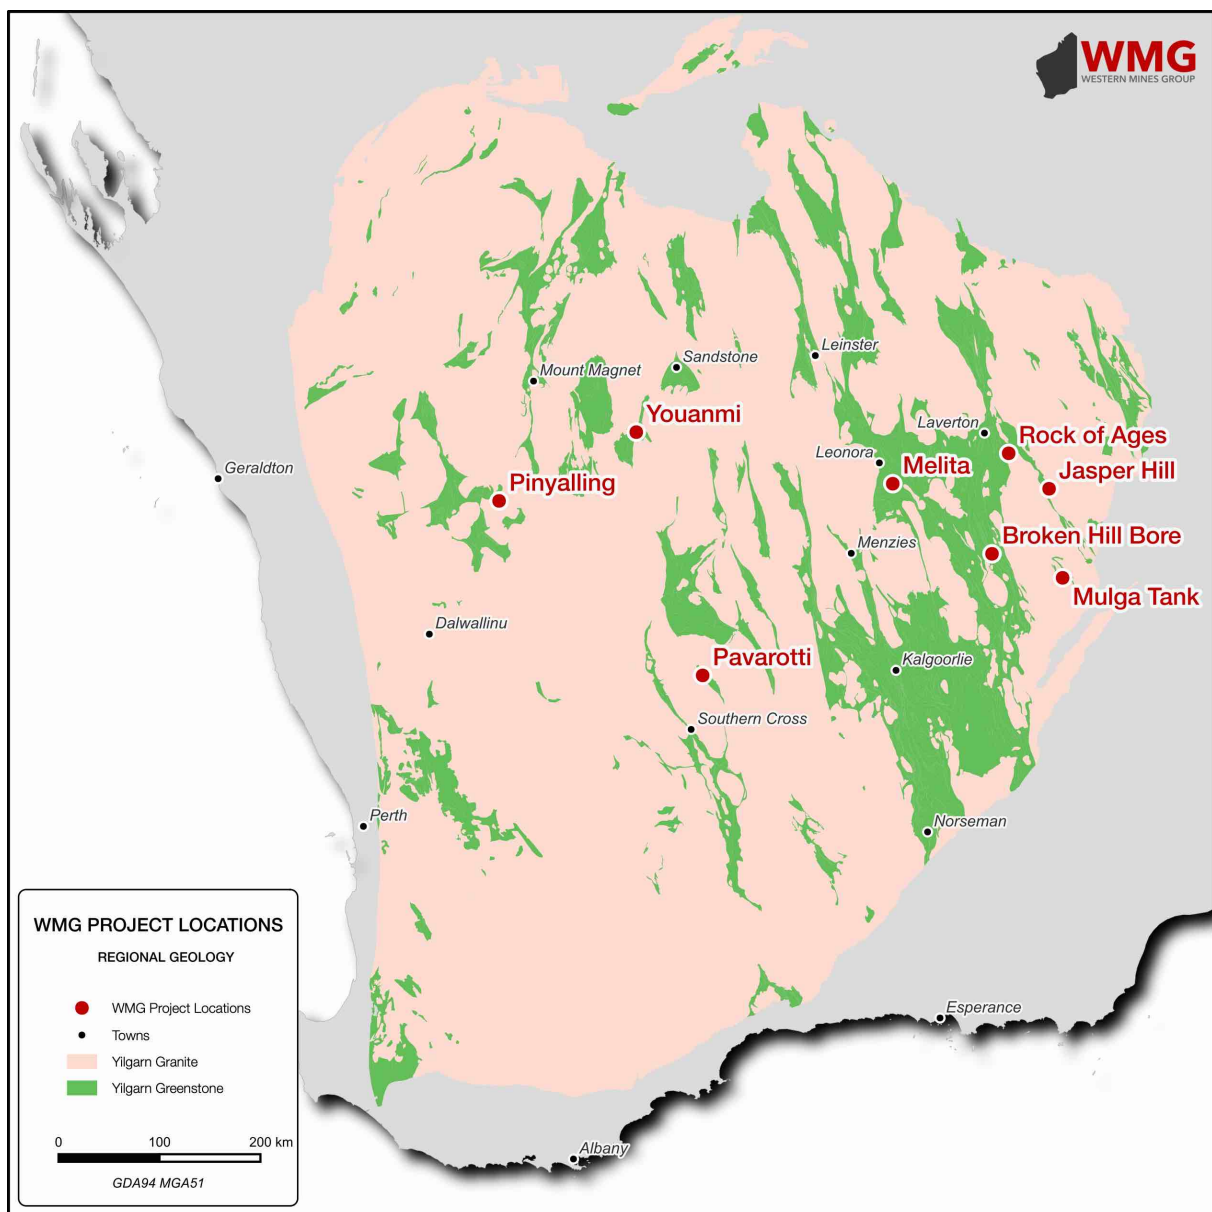 WMG
WESTERN MINES GROUP
Leinster
Sandstone
Mount Magnet
Youanmi
Laverton
Rock of Ages
Leonora
Melita
Jasper Hill
Geraldton
Pinyalling
Broken Hill Bore
Menzies
Mulga Tank
Dalwallinu
Pavarotti
Kalgoorlie
Southern Cross
Perth
Norseman
Esperance
Albany
WMG PROJECT LOCATIONS
REGIONAL GEOLOGY
WMG Project Locations
Towns
Yilgarn Granite
Yilgarn Greenstone
0 100 200 km
GDA94 MGA51